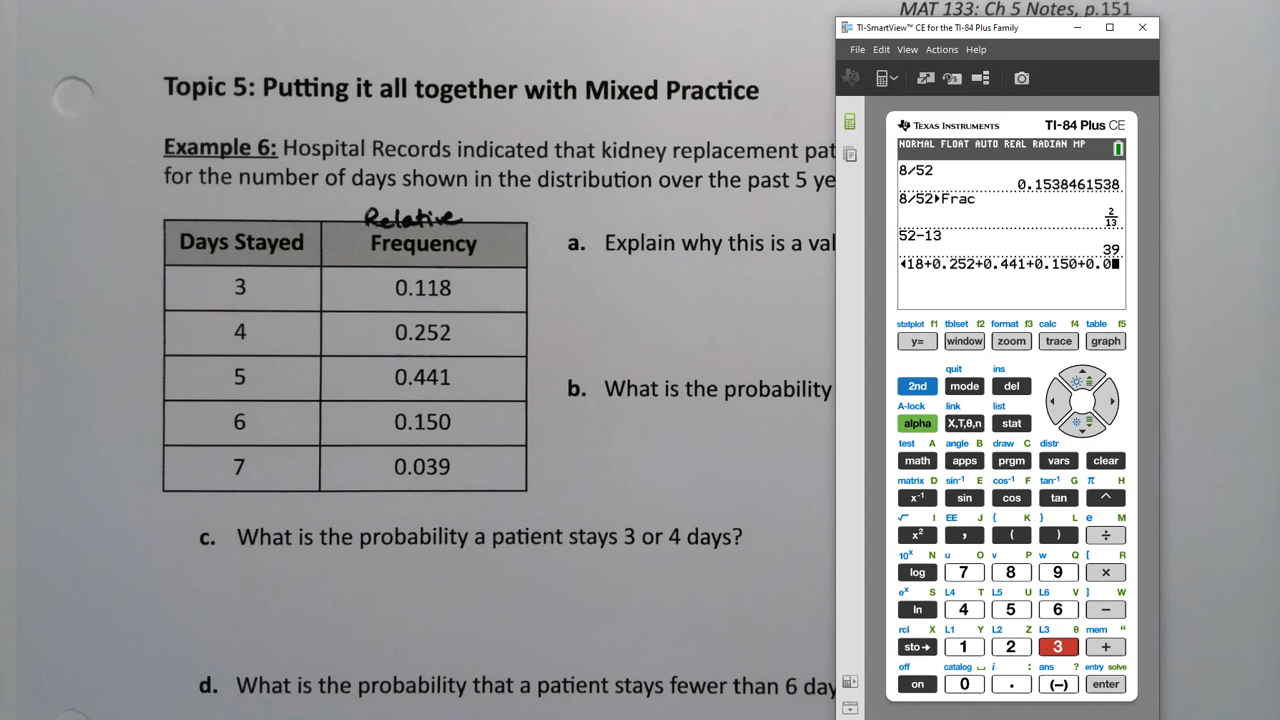 MAT 133: Ch 5 Notes, p.151
Topic 5: Putting it all together with Mixed Practice
Example 6: Hospital Records indicated that kidney replacement pat
for the number of days shown in the distribution over the past 5 ye
Relative
Days Stayed Frequency
3 0.118
4 0.252
5 0.441
6 0.150
7 0.039
a. Explain why this is a val
b. What is the probability
c. What is the probability a patient stays 3 or 4 days?
d. What is the probability that a patient stays fewer than 6 day
TI-SmartView™ CE for the TI-84 Plus Family
File Edit View Actions Help
TEXAS INSTRUMENTS TI-84 Plus CE
NORMAL FLOAT AUTO REAL RADIAN MP
8/52
0.1538461538
8/52▸Frac
2
13
52-13
39
18+0.252+0.441+0.150+0.0
statplot f1 tblset f2 format f3 calc f4 table f5
y= window zoom trace graph
quit ins
2nd mode del
A-lock link list
alpha X,T,θ,n stat
test A angle B draw C distr
math apps prgm vars clear
matrix D sin⁻¹ E cos⁻¹ F tan⁻¹ G π H
x⁻¹ sin cos tan ^
√ I EE J { K } L e M
x² , ( ) ÷
10ˣ N u O v P w Q [ R
log 7 8 9 ×
eˣ S L4 T L5 U L6 V ] W
ln 4 5 6 −
rcl X L1 Y L2 Z L3 θ mem “
sto→ 1 2 3 +
off catalog i : ans ? entry solve
on 0 . (−) enter